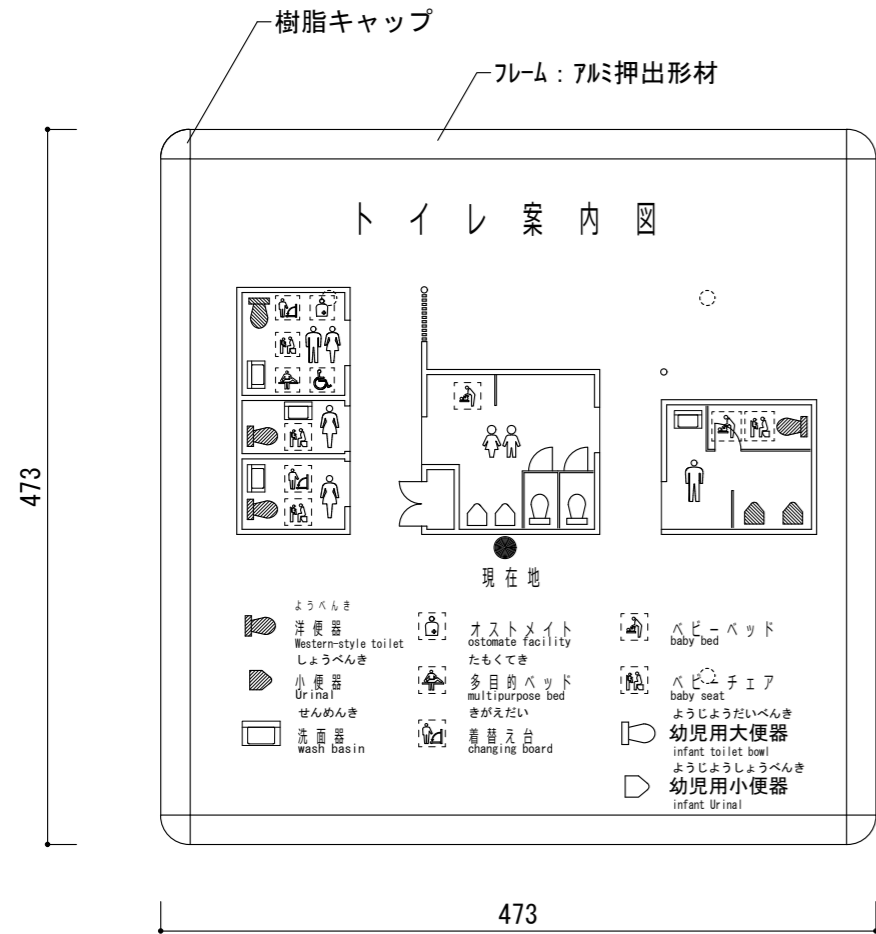 樹脂キャップ
フレーム：アルミ押出形材
473
トイレ案内図
現在地
ようべんき
洋便器
Western-style toilet
しょうべんき
小便器
Urinal
せんめんき
洗面器
wash basin
オストメイト
ostomate facility
たもくてき
多目的ベッド
multipurpose bed
きがえだい
着替え台
changing board
ベビーベッド
baby bed
ベビーチェア
baby seat
ようじようだいべんき
幼児用大便器
infant toilet bowl
ようじようしょうべんき
幼児用小便器
infant Urinal
473